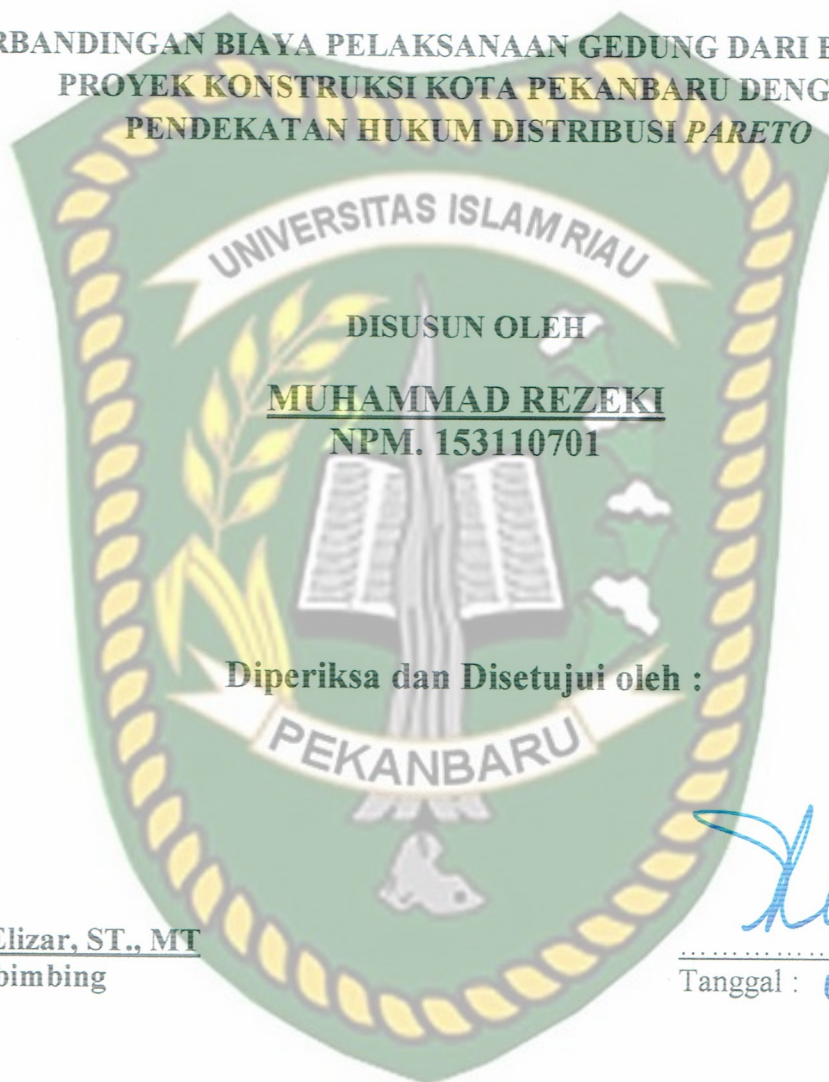 RBANDINGAN BIAYA PELAKSANAAN GEDUNG DARI
PROYEK KONSTRUKSI KOTA PEKANBARU DENG
PENDEKATAN HUKUM DISTRIBUSI PARETO
UNIVERSITAS ISLAM RIAU
DISUSUN OLEH
MUHAMMAD REZEKI
NPM. 153110701
Diperiksa dan Disetujui oleh :
PEKANBARU
Elizar, ST., MT
bimbing
Tanggal :